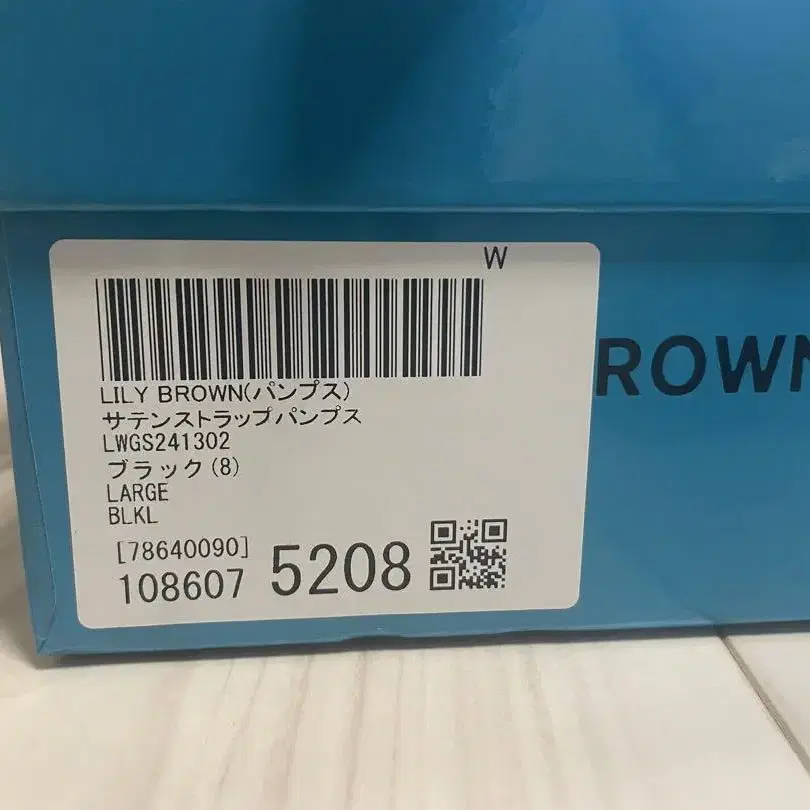 W
LILY BROWN(パンプス)
サテンストラップパンプス
LWGS241302
ブラック(8)
LARGE
BLKL
[78640090]
108607 5208
ROWN